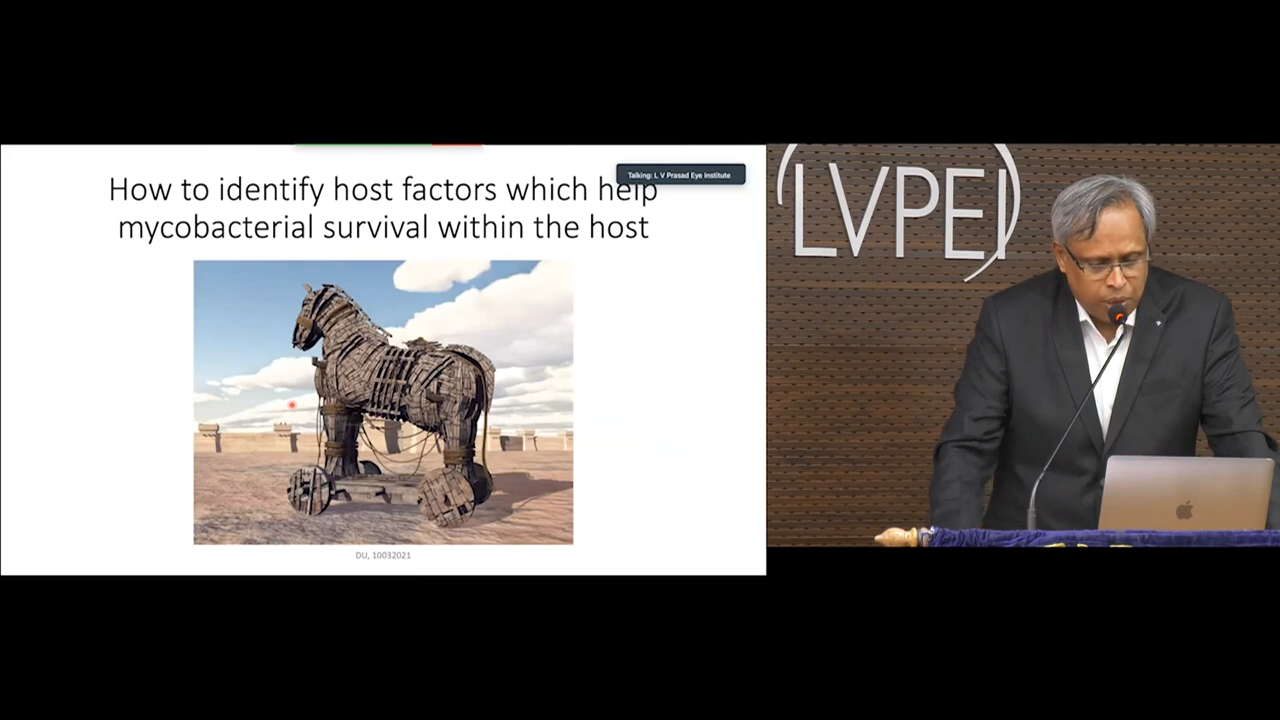 How to identify host factors which help
mycobacterial survival within the host
Talking: L V Prasad Eye Institute
DU, 10032021
LVPEI